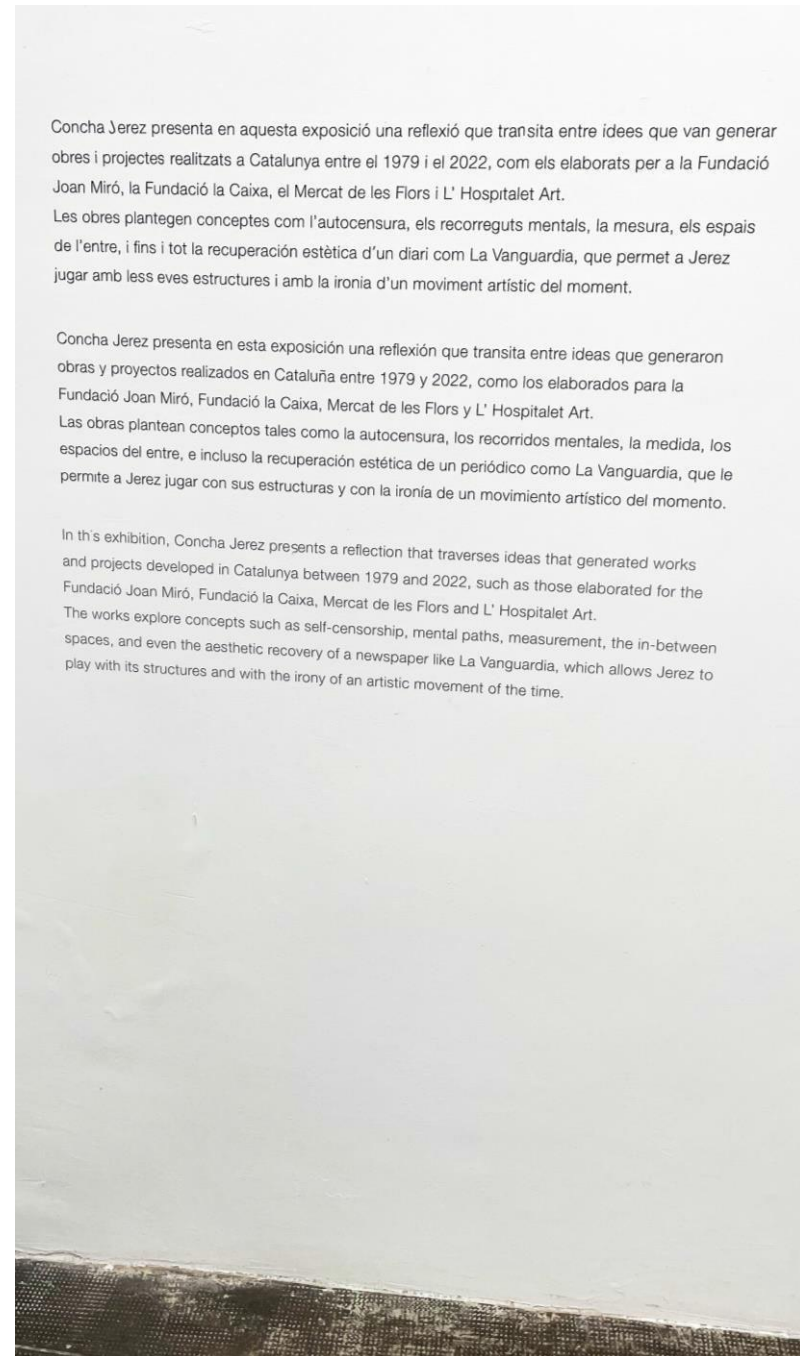 Concha Jerez presenta en aquesta exposició una reflexió que transita entre idees que van generar
obres i projectes realitzats a Catalunya entre el 1979 i el 2022, com els elaborats per a la Fundació
Joan Miró, la Fundació la Caixa, el Mercat de les Flors i L' Hospitalet Art.
Les obres plantegen conceptes com l'autocensura, els recorreguts mentals, la mesura, els espais
de l'entre, i fins i tot la recuperación estètica d'un diari com La Vanguardia, que permet a Jerez
jugar amb less eves estructures i amb la ironia d'un moviment artístic del moment.
Concha Jerez presenta en esta exposición una reflexión que transita entre ideas que generaron
obras y proyectos realizados en Cataluña entre 1979 y 2022, como los elaborados para la
Fundació Joan Miró, Fundació la Caixa, Mercat de les Flors y L' Hospitalet Art.
Las obras plantean conceptos tales como la autocensura, los recorridos mentales, la medida, los
espacios del entre, e incluso la recuperación estética de un periódico como La Vanguardia, que le
permite a Jerez jugar con sus estructuras y con la ironía de un movimiento artístico del momento.
In th's exhibition, Concha Jerez presents a reflection that traverses ideas that generated works
and projects developed in Catalunya between 1979 and 2022, such as those elaborated for the
Fundació Joan Miró, Fundació la Caixa, Mercat de les Flors and L' Hospitalet Art.
The works explore concepts such as self-censorship, mental paths, measurement, the in-between
spaces, and even the aesthetic recovery of a newspaper like La Vanguardia, which allows Jerez to
play with its structures and with the irony of an artistic movement of the time.